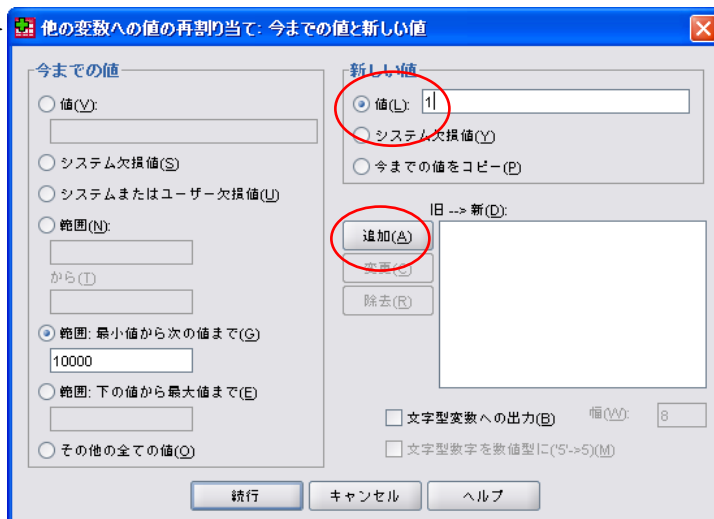 他の変数への値の再割り当て: 今までの値と新しい値
今までの値
値(V):
システム欠損値(S)
システムまたはユーザー欠損値(U)
範囲(N):
から(T)
範囲: 最小値から次の値まで(G)
10000
範囲: 下の値から最大値まで(E)
その他の全ての値(O)
新しい値
値(L): 1
システム欠損値(Y)
今までの値をコピー(P)
旧 --> 新(D):
追加(A)
変更(C)
除去(R)
文字型変数への出力(B) 幅(W): 8
文字型数字を数値型に('5'->5)(M)
続行 キャンセル ヘルプ